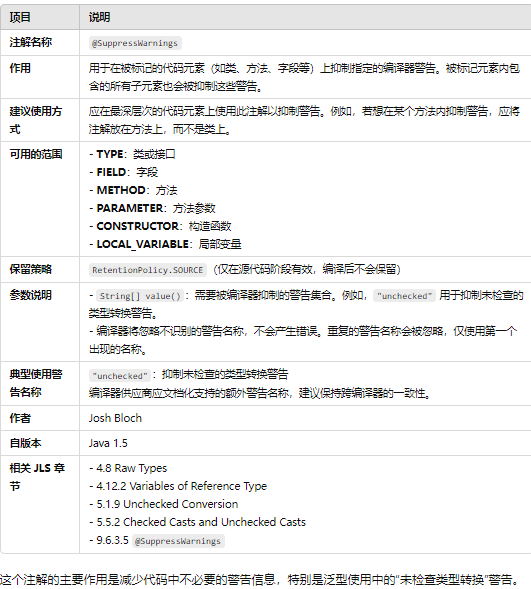 项目 说明
注解名称 @SuppressWarnings
作用 用于在被标记的代码元素（如类、方法、字段等）上抑制指定的编译器警告。被标记元素内包
含的所有子元素也会被抑制这些警告。
建议使用方 应在最深层次的代码元素上使用此注解以抑制警告。例如，若想在某个方法内抑制警告，应将
式 注解放在方法上，而不是类上。
可用的范围 - TYPE：类或接口
- FIELD：字段
- METHOD：方法
- PARAMETER：方法参数
- CONSTRUCTOR：构造函数
- LOCAL_VARIABLE：局部变量
保留策略 RetentionPolicy.SOURCE （仅在源代码阶段有效，编译后不会保留）
参数说明 - String[] value()：需要被编译器抑制的警告集合。例如，"unchecked" 用于抑制未检查的
类型转换警告。
- 编译器将忽略不识别的警告名称，不会产生错误。重复的警告名称会被忽略，仅使用第一个
出现的名称。
典型使用警 "unchecked"：抑制未检查的类型转换警告
告名称 编译器供应商应文档化支持的额外警告名称，建议保持跨编译器的一致性。
作者 Josh Bloch
自版本 Java 1.5
相关 JLS 章 - 4.8 Raw Types
节 - 4.12.2 Variables of Reference Type
- 5.1.9 Unchecked Conversion
- 5.5.2 Checked Casts and Unchecked Casts
- 9.6.3.5 @SuppressWarnings
这个注解的主要作用是减少代码中不必要的警告信息，特别是泛型使用中的"未检查类型转换"警告。